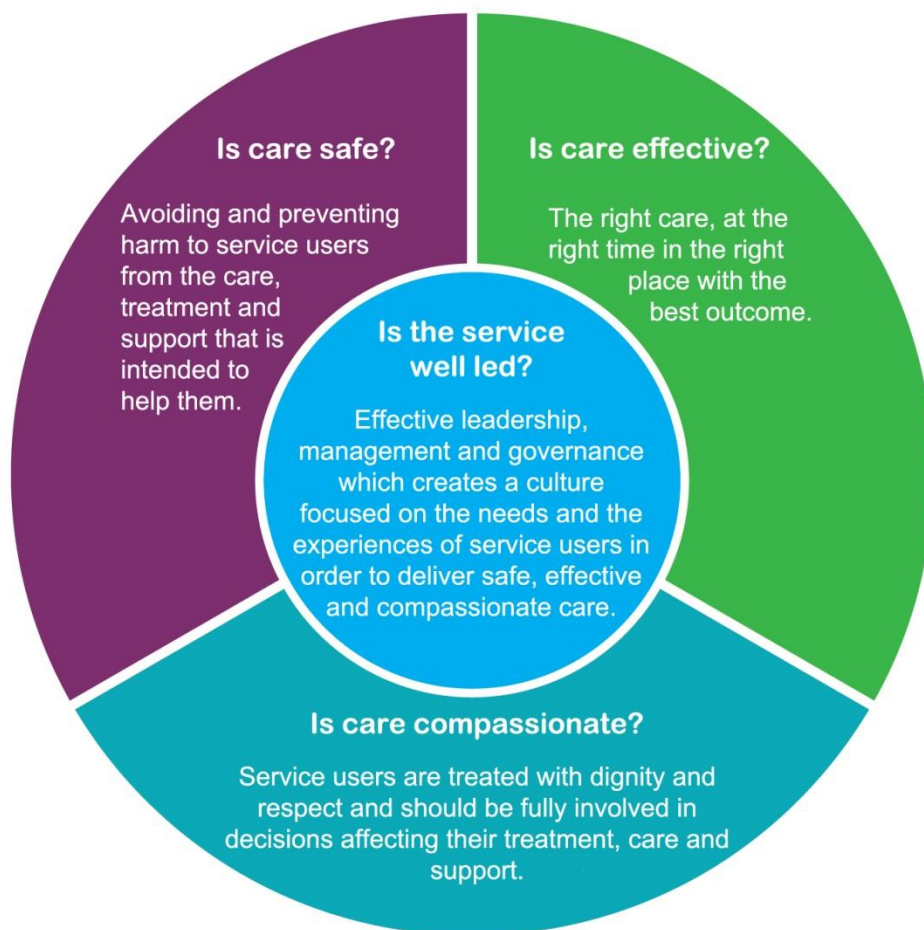 Is care safe?
Avoiding and preventing
harm to service users
from the care,
treatment and
support that is
intended to
help them.
Is care effective?
The right care, at the
right time in the right
place with the
best outcome.
Is the service
well led?
Effective leadership,
management and governance
which creates a culture
focused on the needs and the
experiences of service users in
order to deliver safe, effective
and compassionate care.
Is care compassionate?
Service users are treated with dignity and
respect and should be fully involved in
decisions affecting their treatment, care and
support.